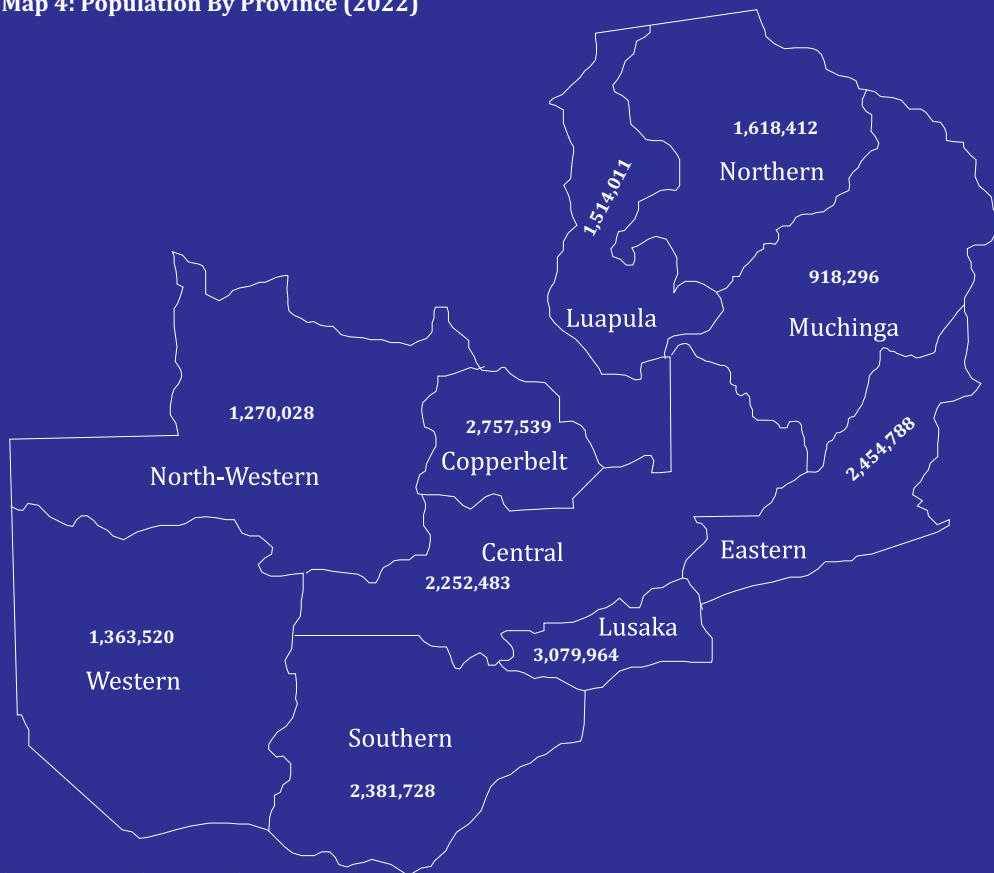 Map 4: Population By Province (2022)
1,618,412
Northern
1,514,011
Luapula
918,296
Muchinga
1,270,028
North-Western
2,757,539
Copperbelt
2,454,788
Eastern
Central
2,252,483
Lusaka
3,079,964
1,363,520
Western
Southern
2,381,728